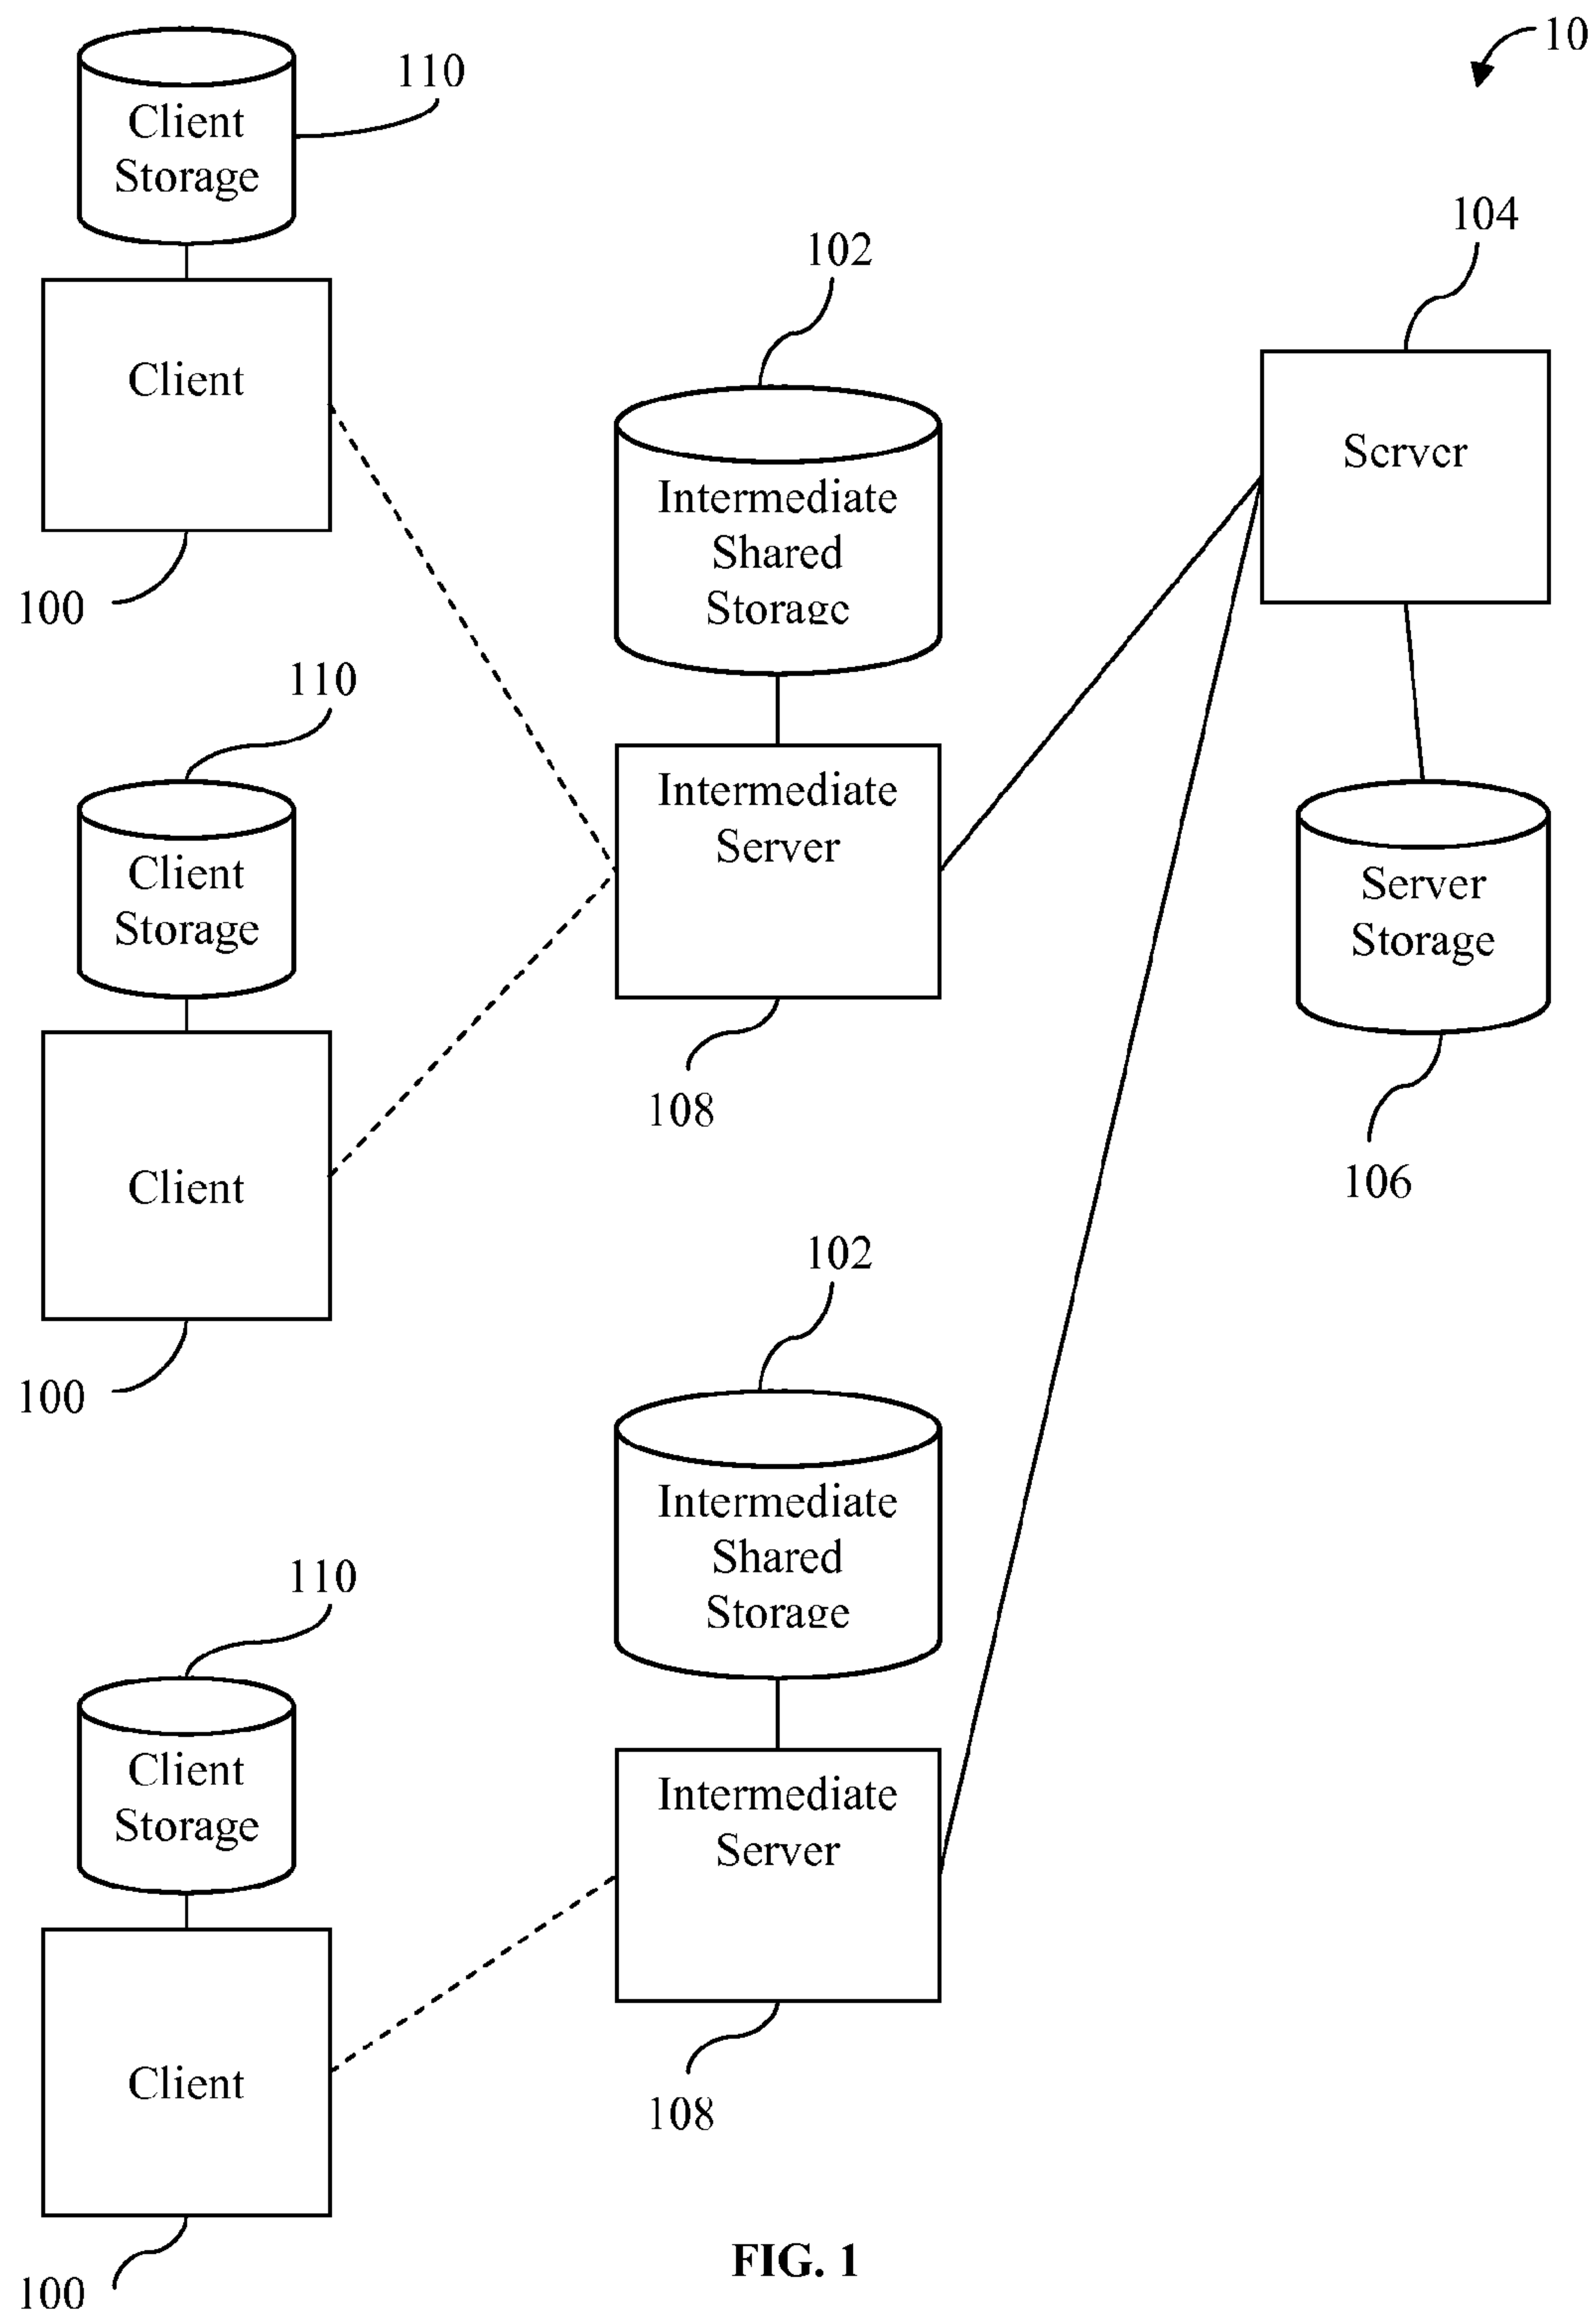 10
110
Client
Storage
104
102
Client
Server
Intermediate
Shared
Storage
100
110
Intermediate
Server
Client
Storage
Server
Storage
108
106
Client
102
100
Intermediate
Shared
Storage
110
Client
Storage
Intermediate
Server
Client
108
FIG. 1
100